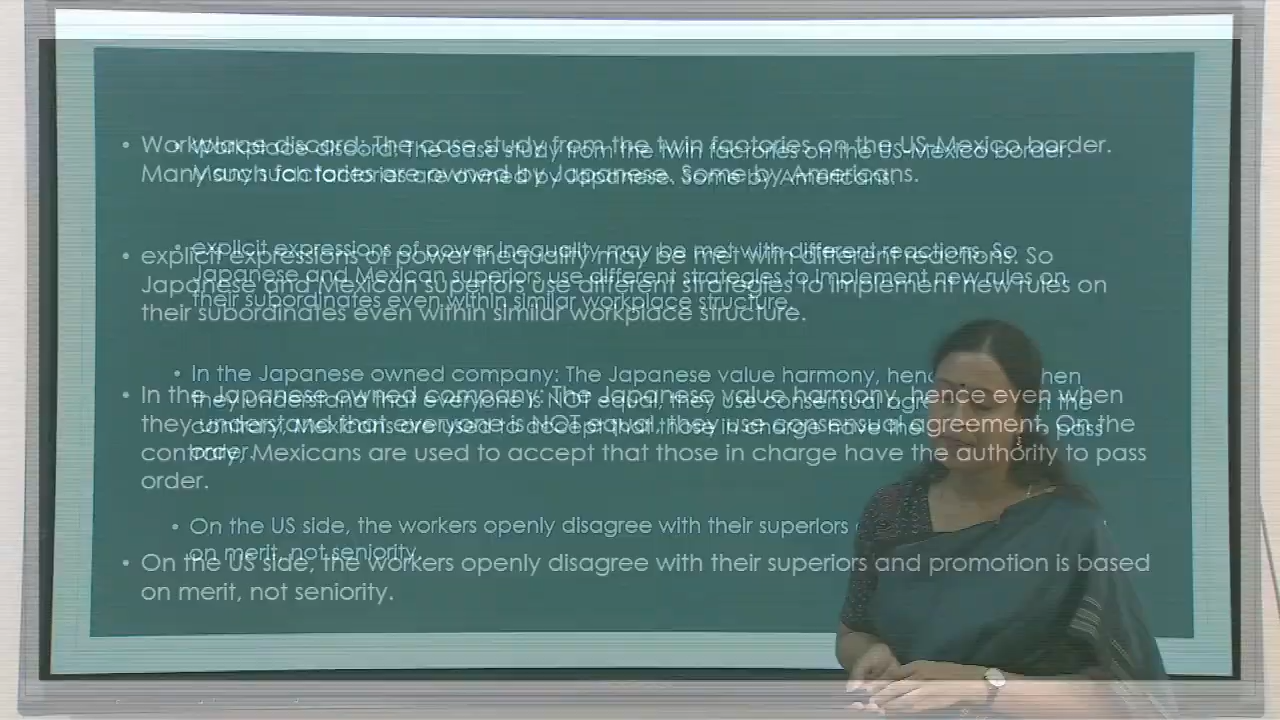 • Workplace discord: The case study from the twin factories on the US-Mexico border.
Many such factories are owned by Japanese. Some by Americans.
• explicit expressions of power inequality may be met with different reactions. So
Japanese and Mexican superiors use different strategies to implement new rules on
their subordinates even within similar workplace structure.
• In the Japanese owned company: The Japanese value harmony, hence even when
they understand that everyone is NOT equal, they use consensual agreement. On the
contrary, Mexicans are used to accept that those in charge have the authority to pass
order.
• On the US side, the workers openly disagree with their superiors and promotion is based
on merit, not seniority.